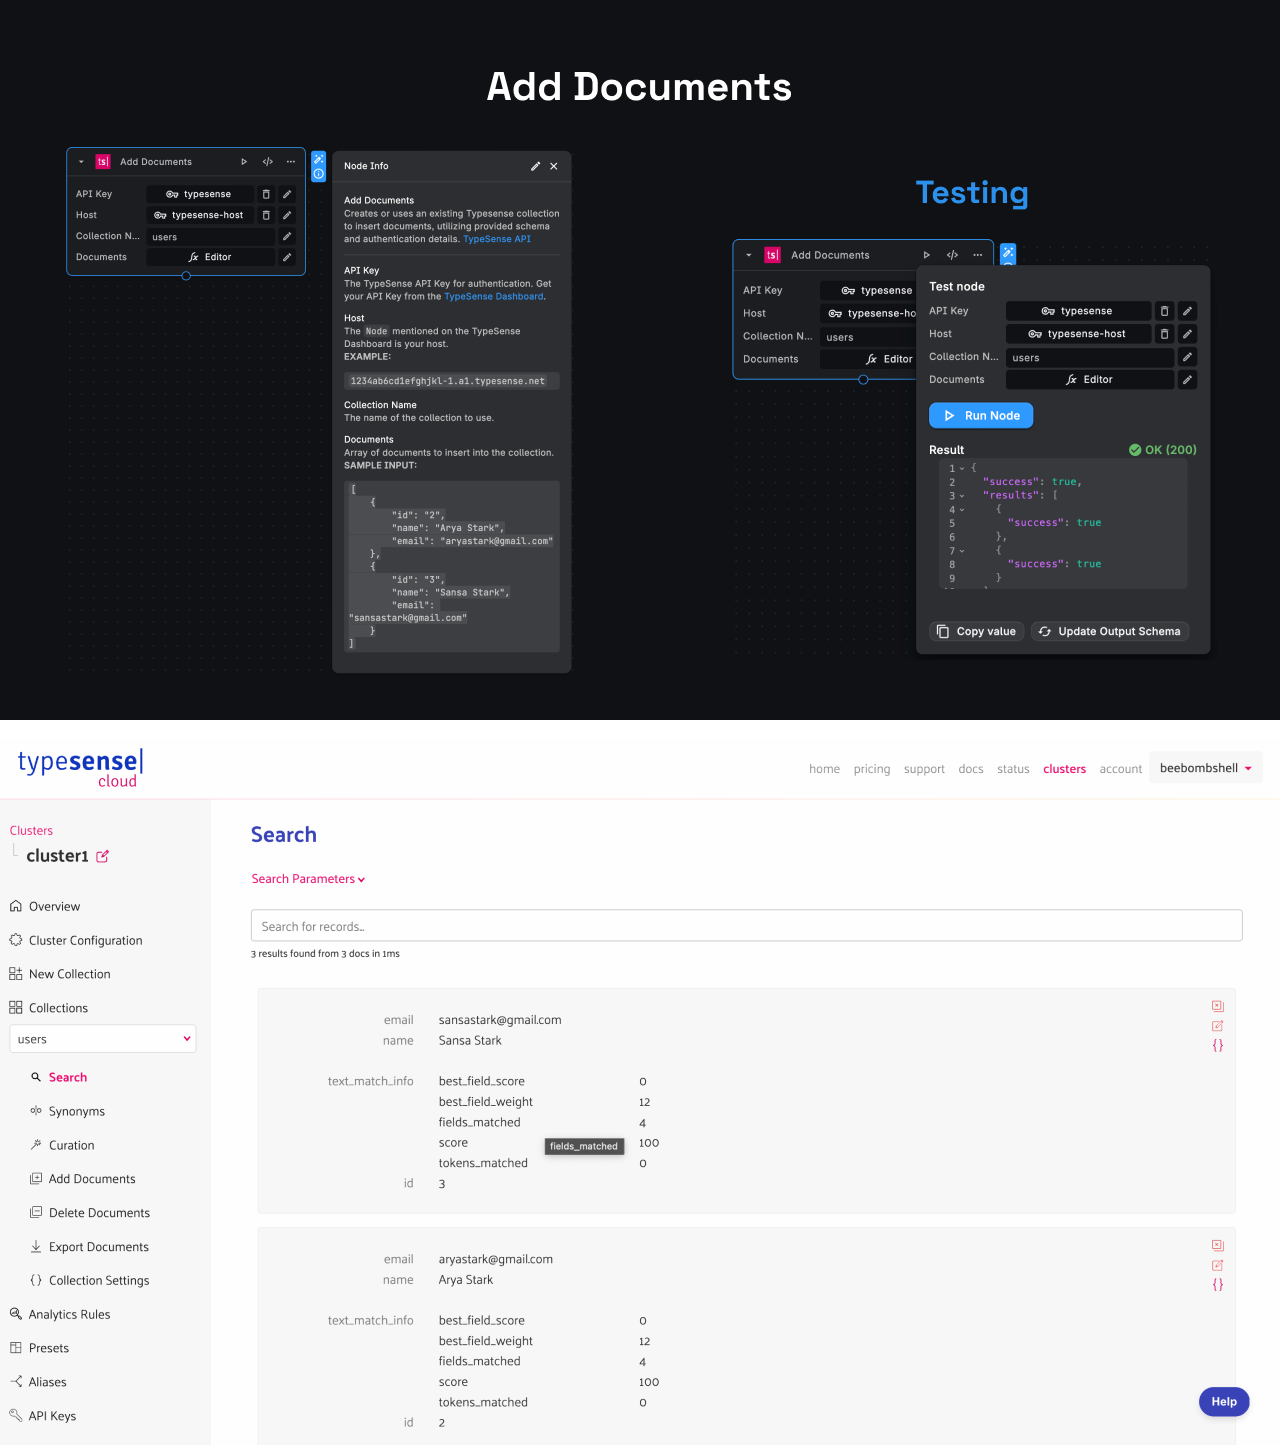 Add Documents
ts| Add Documents
API Key typesense
Host typesense-host
Collection N... users
Documents fx Editor
Node Info
Add Documents
Creates or uses an existing Typesense collection
to insert documents, utilizing provided schema
and authentication details. TypeSense API
API Key
The TypeSense API Key for authentication. Get
your API Key from the TypeSense Dashboard.
Host
The Node mentioned on the TypeSense
Dashboard is your host.
EXAMPLE:
1234ab6cd1efghjkl-1.a1.typesense.net
Collection Name
The name of the collection to use.
Documents
Array of documents to insert into the collection.
SAMPLE INPUT:
[
{
"id": "2",
"name": "Arya Stark",
"email": "aryastark@gmail.com"
},
{
"id": "3",
"name": "Sansa Stark",
"email":
"sansastark@gmail.com"
}
]
Testing
ts| Add Documents
API Key typesense
Host typesense-ho
Collection N... users
Documents fx Editor
Test node
API Key typesense
Host typesense-host
Collection N... users
Documents fx Editor
Run Node
Result OK (200)
1 {
2 "success": true,
3 "results": [
4 {
5 "success": true
6 },
7 {
8 "success": true
9 }
Copy value Update Output Schema
typesense|
cloud
home pricing support docs status clusters account beebombshell
Clusters
cluster1
Overview
Cluster Configuration
New Collection
Collections
users
Search
Synonyms
Curation
Add Documents
Delete Documents
Export Documents
Collection Settings
Analytics Rules
Presets
Aliases
API Keys
Search
Search Parameters
Search for records...
3 results found from 3 docs in 1ms
email sansastark@gmail.com
name Sansa Stark
text_match_info best_field_score 0
best_field_weight 12
fields_matched 4
score 100
fields_matched
tokens_matched 0
id 3
email aryastark@gmail.com
name Arya Stark
text_match_info best_field_score 0
best_field_weight 12
fields_matched 4
score 100
tokens_matched 0
id 2
Help